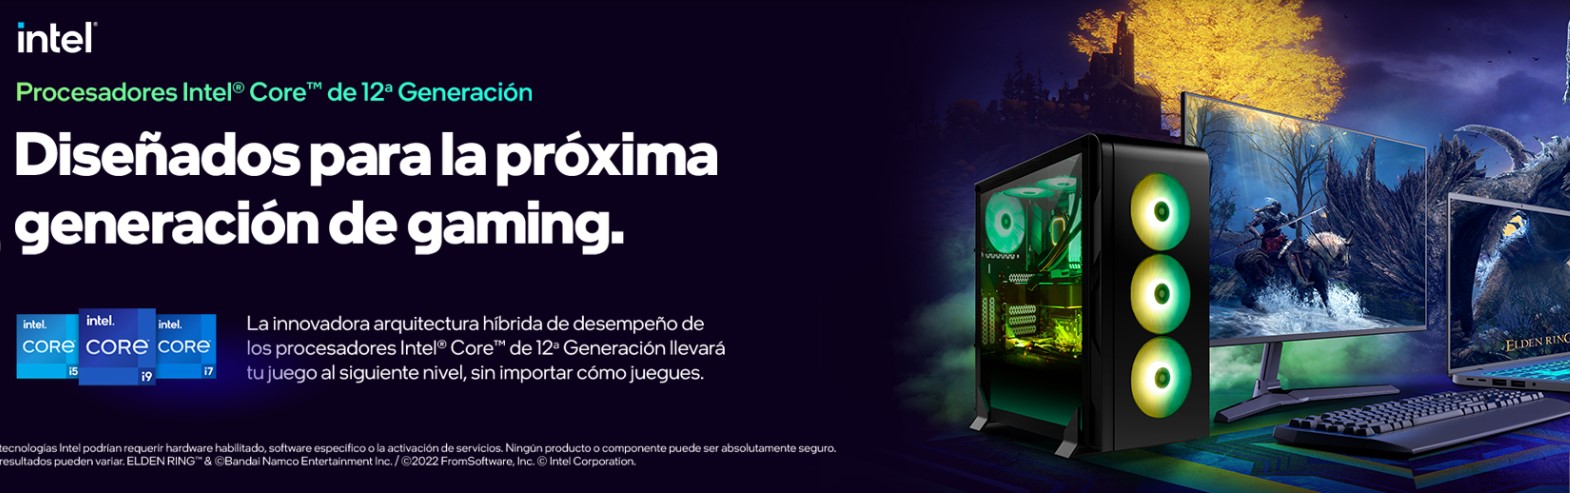 intel®
Procesadores Intel® Core™ de 12ª Generación
Diseñados para la próxima
generación de gaming.
intel. CORE i5
intel. CORE i9
intel. CORE i7
La innovadora arquitectura híbrida de desempeño de
los procesadores Intel® Core™ de 12ª Generación llevará
tu juego al siguiente nivel, sin importar cómo juegues.
tecnologías Intel podrían requerir hardware habilitado, software específico o la activación de servicios. Ningún producto o componente puede ser absolutamente seguro.
resultados pueden variar. ELDEN RING™ & ©Bandai Namco Entertainment Inc. / ©2022 FromSoftware, Inc. © Intel Corporation.
ELDEN RING